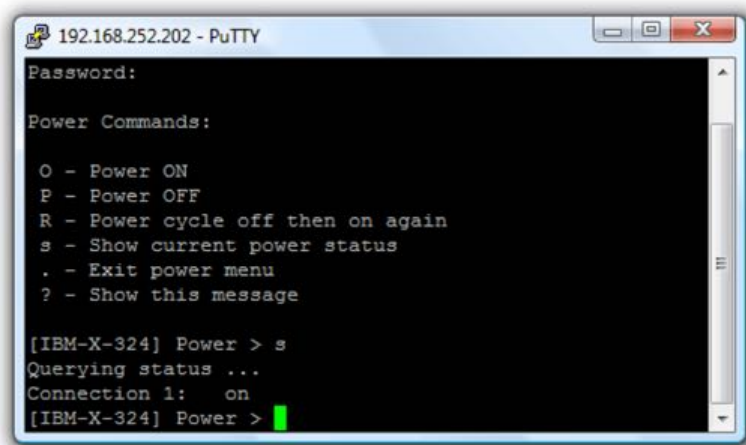 192.168.252.202 - PuTTY
Password:
Power Commands:
O - Power ON
P - Power OFF
R - Power cycle off then on again
s - Show current power status
. - Exit power menu
? - Show this message
[IBM-X-324] Power > s
Querying status ...
Connection 1: on
[IBM-X-324] Power >